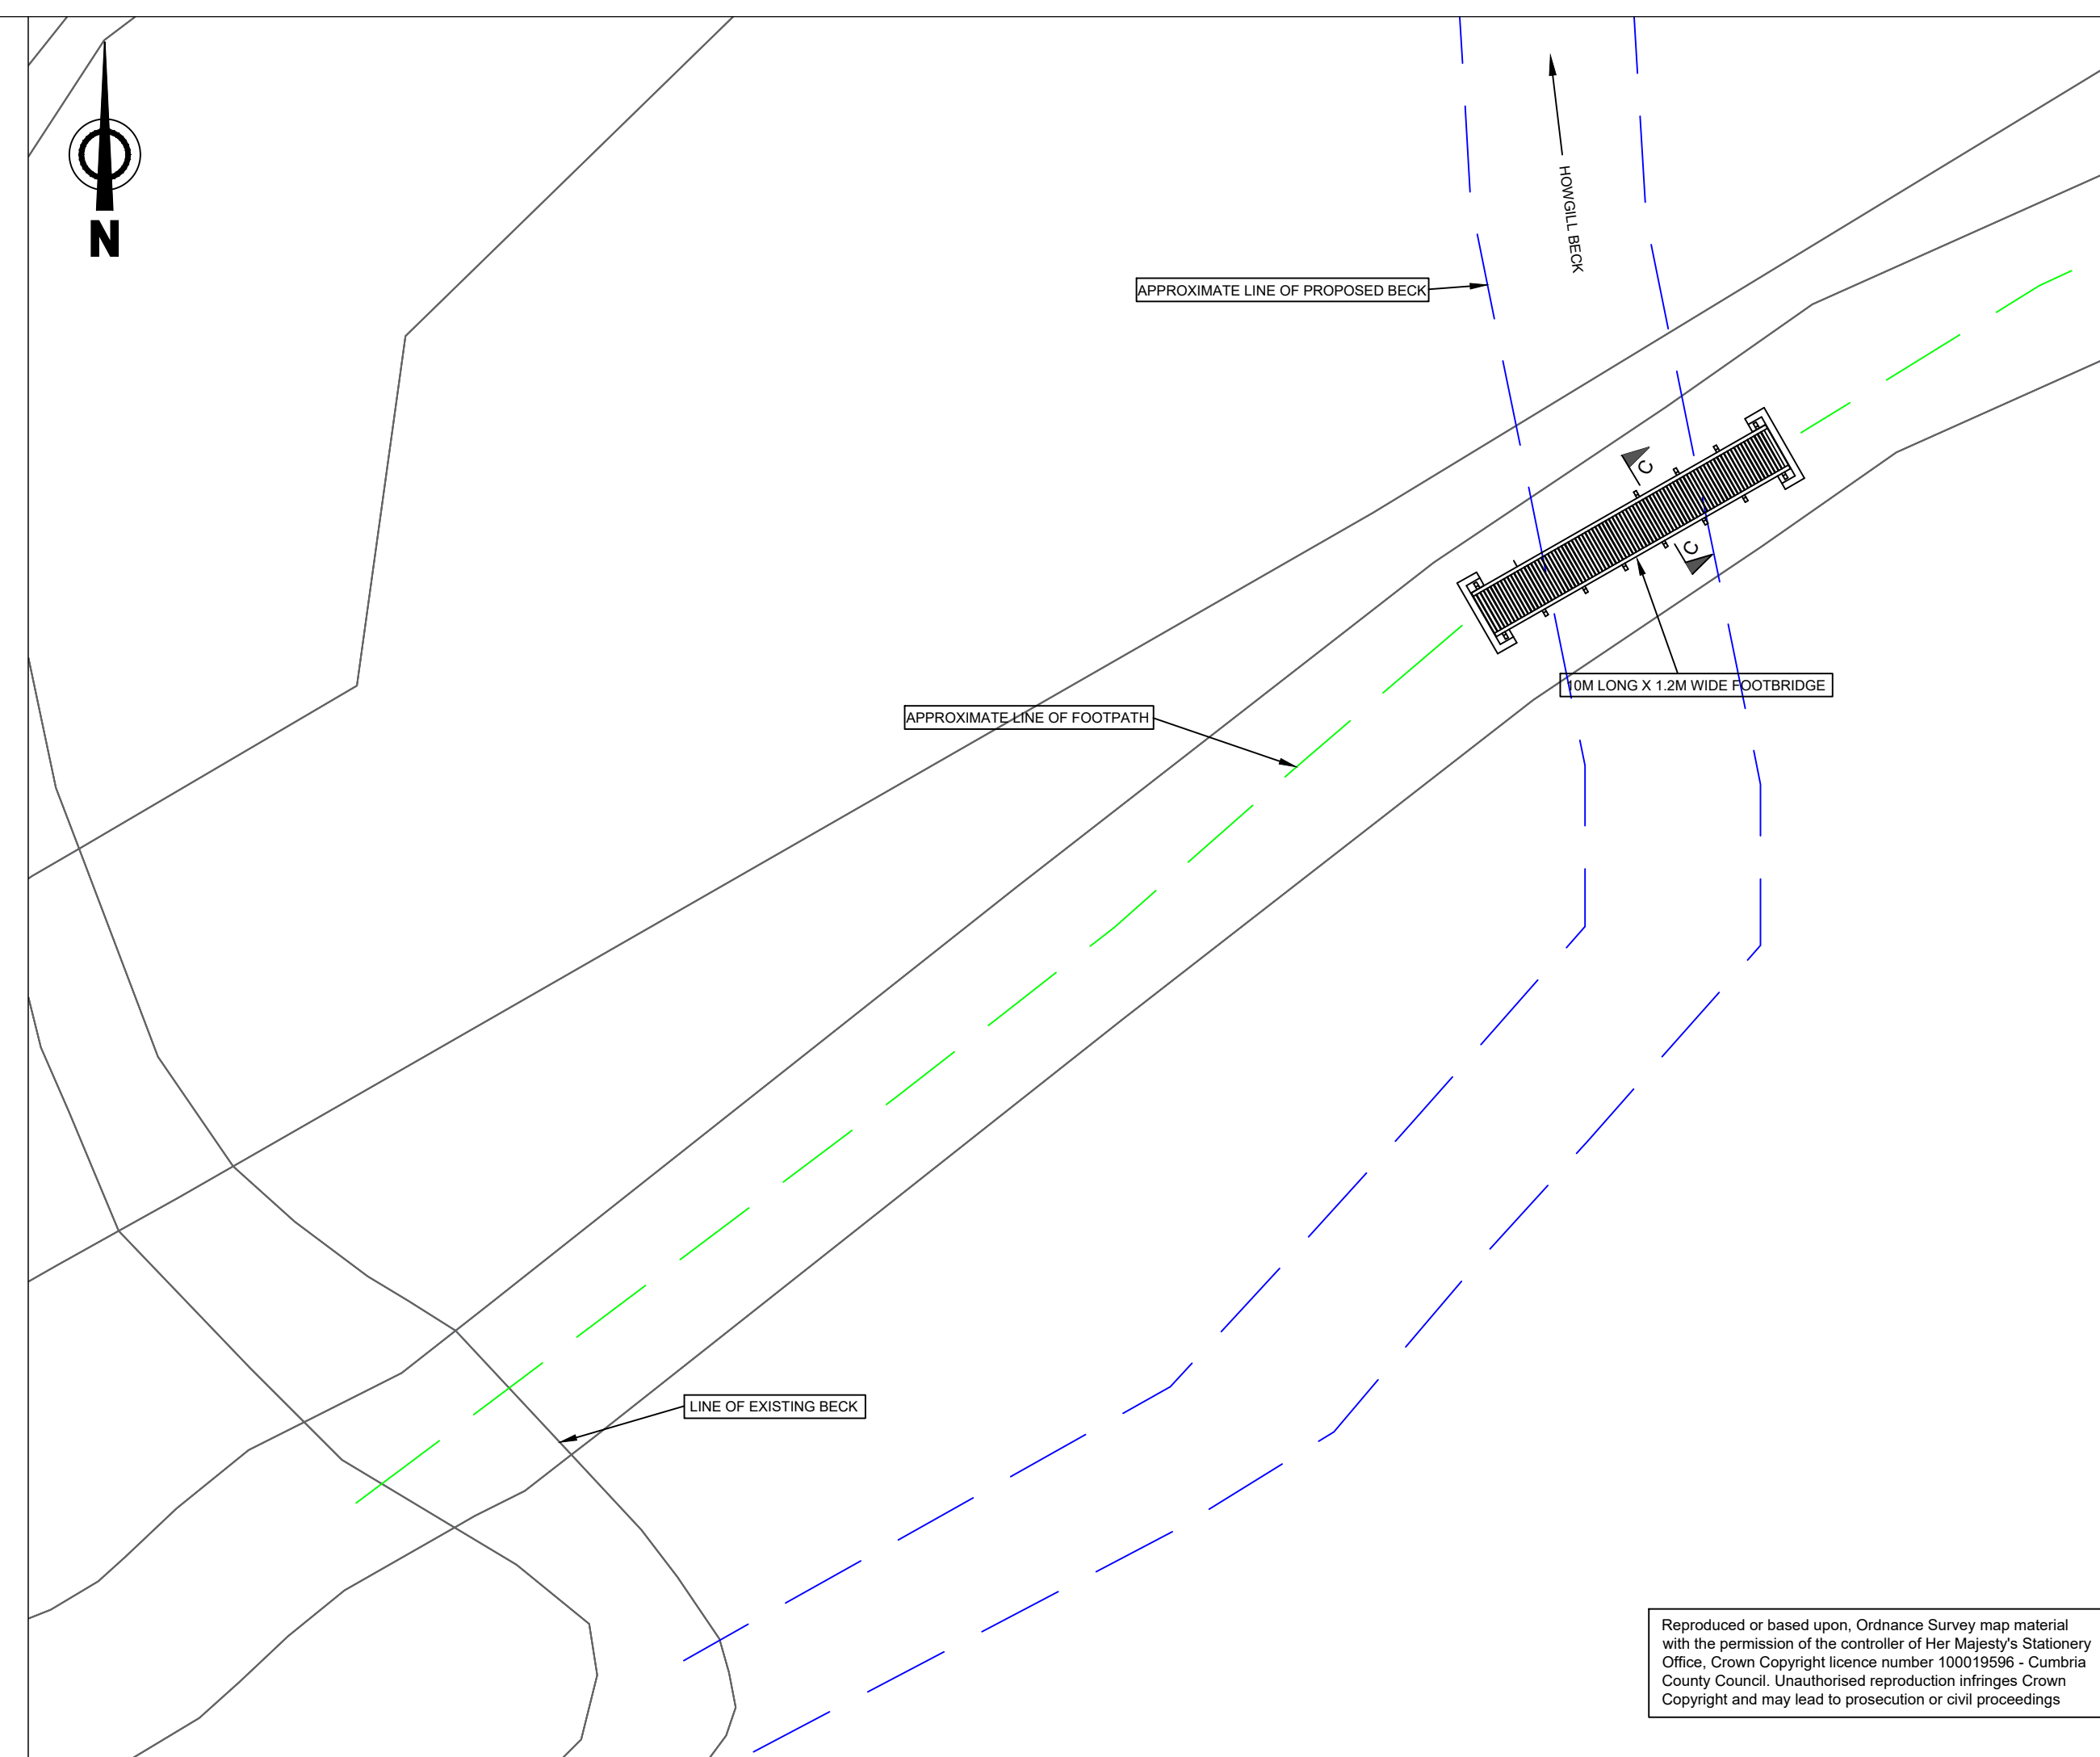 N
HOWGILL BECK
APPROXIMATE LINE OF PROPOSED BECK
C
C
10M LONG X 1.2M WIDE FOOTBRIDGE
APPROXIMATE LINE OF FOOTPATH
LINE OF EXISTING BECK
Reproduced or based upon, Ordnance Survey map material
with the permission of the controller of Her Majesty's Stationery
Office, Crown Copyright licence number 100019596 - Cumbria
County Council. Unauthorised reproduction infringes Crown
Copyright and may lead to prosecution or civil proceedings